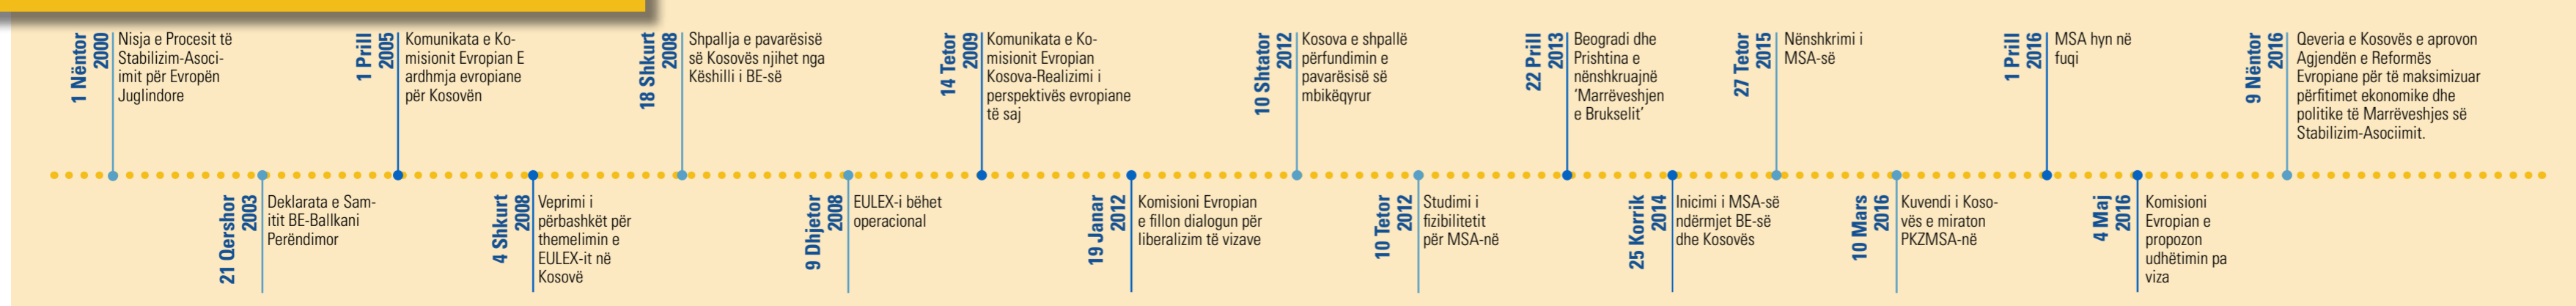 1 Nëntor
2000
Nisja e Procesit të
Stabilizim-Asoci-
imit për Evropën
Juglindore
21 Qershor
2003
Deklarata e Sam-
itit BE-Ballkani
Perëndimor
1 Prill
2005
Komunikata e Ko-
misionit Evropian E
ardhmja evropiane
për Kosovën
4 Shkurt
2008
Veprimi i
përbashkët për
themelimin e
EULEX-it në
Kosovë
18 Shkurt
2008
Shpallja e pavarësisë
së Kosovës njihet nga
Këshilli i BE-së
9 Dhjetor
2008
EULEX-i bëhet
operacional
14 Tetor
2009
Komunikata e Ko-
misionit Evropian
Kosova-Realizimi i
perspektivës evropiane
të saj
19 Janar
2012
Komisioni Evropian
e fillon dialogun për
liberalizim të vizave
10 Shtator
2012
Kosova e shpallë
përfundimin e
pavarësisë së
mbikëqyrur
10 Tetor
2012
Studimi i
fizibilitetit
për MSA-në
22 Prill
2013
Beogradi dhe
Prishtina e
nënshkruajnë
‘Marrëveshjen
e Brukselit’
25 Korrik
2014
Inicimi i MSA-së
ndërmjet BE-së
dhe Kosovës
27 Tetor
2015
Nënshkrimi i
MSA-së
10 Mars
2016
Kuvendi i Koso-
vës e miraton
PKZMSA-në
1 Prill
2016
MSA hyn në
fuqi
4 Maj
2016
Komisioni
Evropian e
propozon
udhëtimin pa
viza
9 Nëntor
2016
Qeveria e Kosovës e aprovon
Agjendën e Reformës
Evropiane për të maksimizuar
përfitimet ekonomike dhe
politike të Marrëveshjes së
Stabilizim-Asociimit.